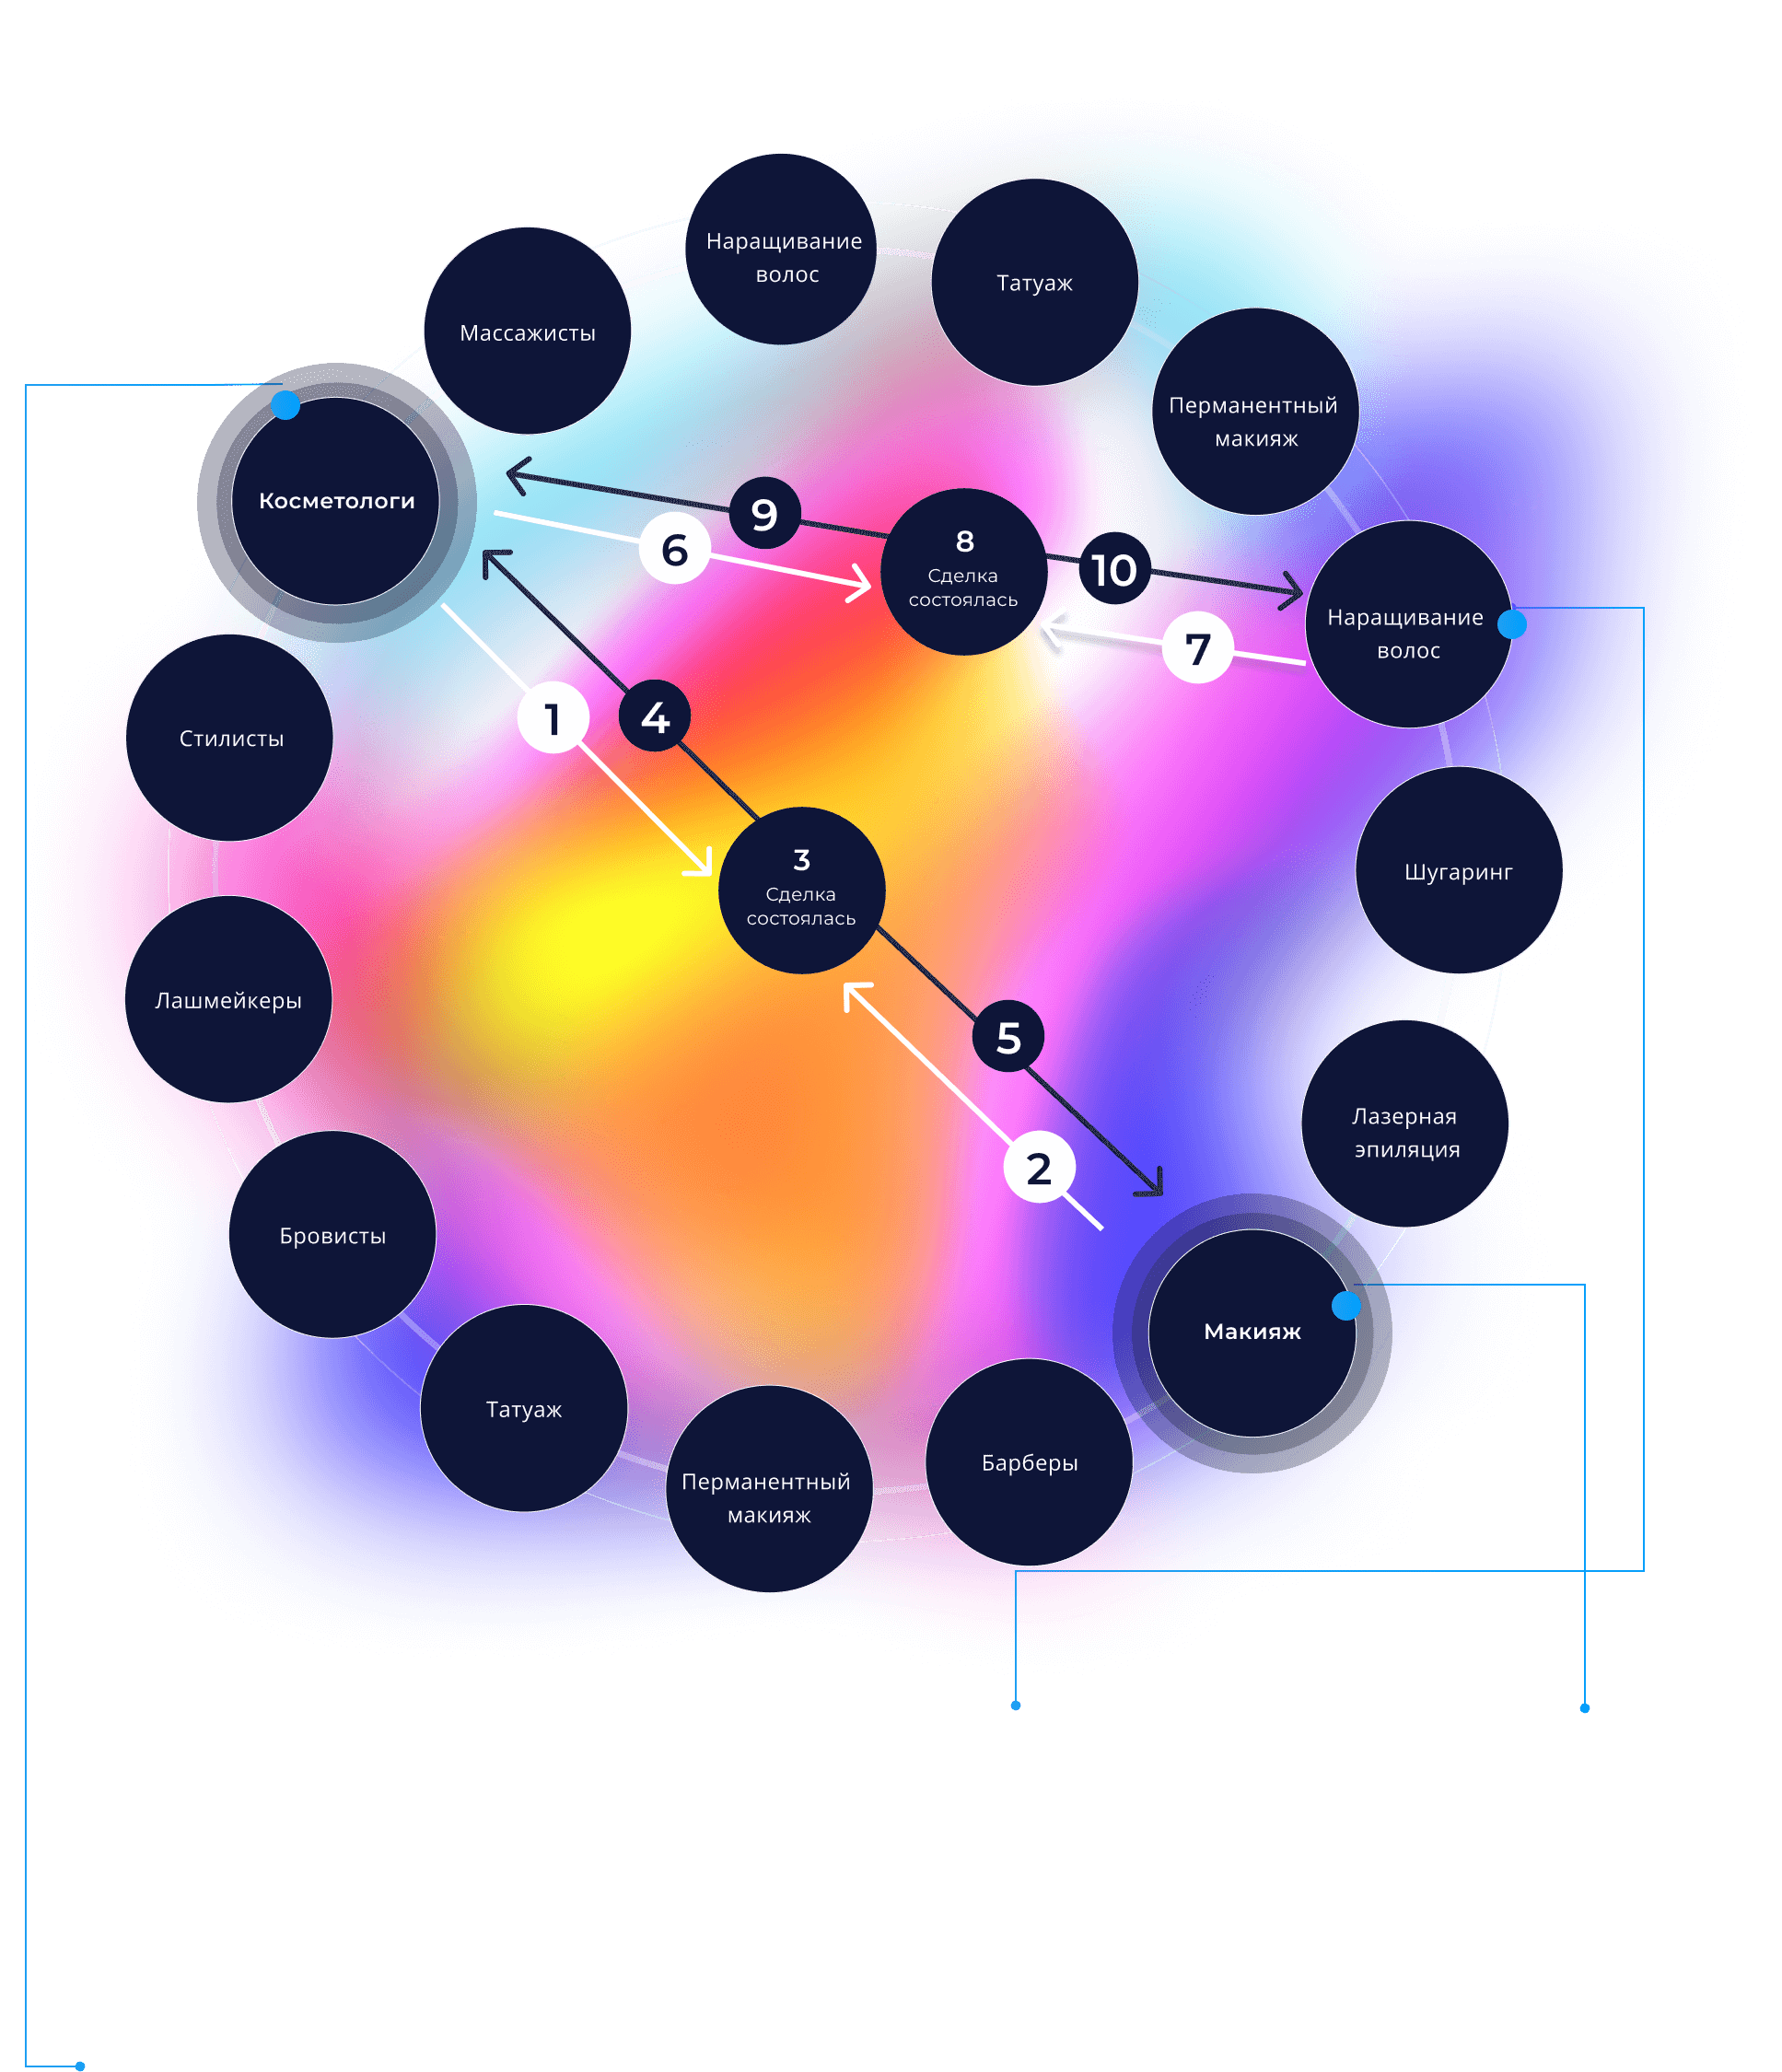 Наращивание
волос
Татуаж
Массажисты
Перманентный
макияж
Косметологи
9
6
8
Сделка
состоялась
10
7
Наращивание
волос
1
4
Стилисты
3
Сделка
состоялась
Шугаринг
Лашмейкеры
5
2
Лазерная
эпиляция
Бровисты
Макияж
Татуаж
Барберы
Перманентный
макияж